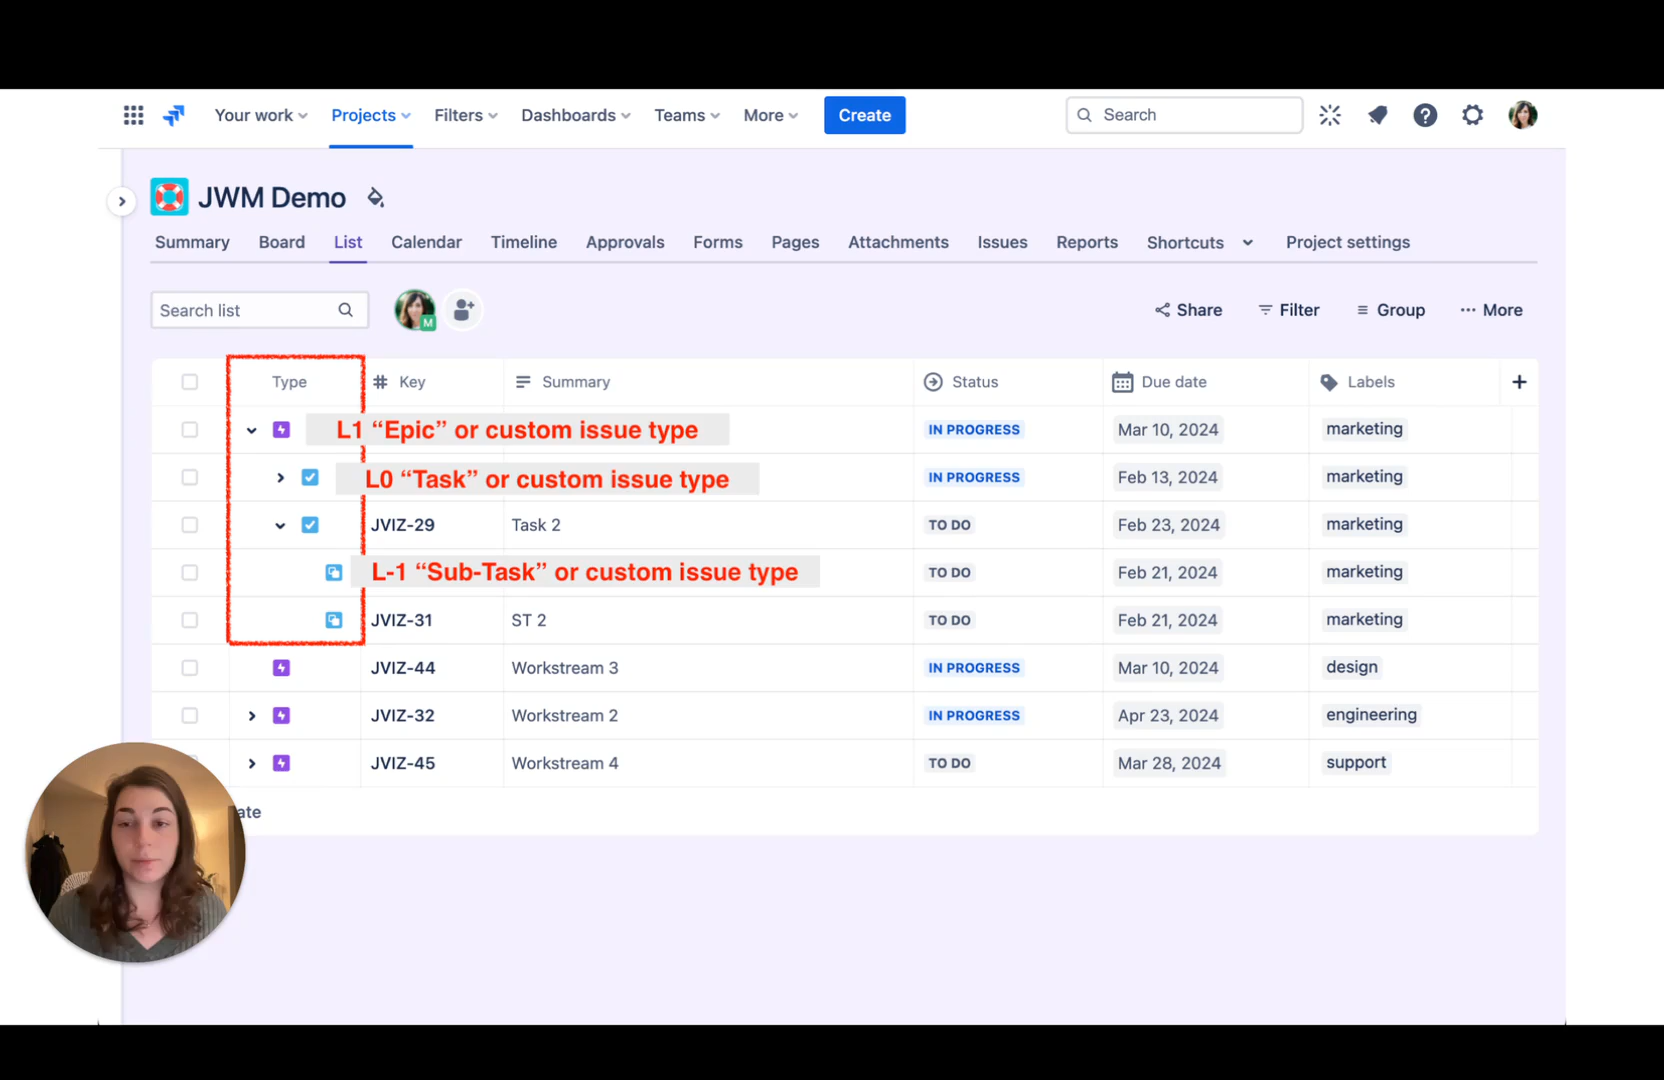 Your work Projects Filters Dashboards Teams More Create Search
JWM Demo
Summary Board List Calendar Timeline Approvals Forms Pages Attachments Issues Reports Shortcuts Project settings
Search list M Share Filter Group More
Type Key Summary Status Due date Labels
L1 “Epic” or custom issue type IN PROGRESS Mar 10, 2024 marketing
L0 “Task” or custom issue type IN PROGRESS Feb 13, 2024 marketing
JVIZ-29 Task 2 TO DO Feb 23, 2024 marketing
L-1 “Sub-Task” or custom issue type TO DO Feb 21, 2024 marketing
JVIZ-31 ST 2 TO DO Feb 21, 2024 marketing
JVIZ-44 Workstream 3 IN PROGRESS Mar 10, 2024 design
JVIZ-32 Workstream 2 IN PROGRESS Apr 23, 2024 engineering
JVIZ-45 Workstream 4 TO DO Mar 28, 2024 support
ate